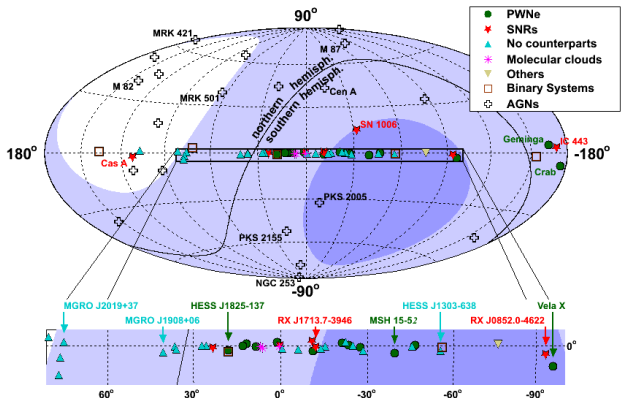 90°
PWNe
SNRs
No counterparts
Molecular clouds
Others
Binary Systems
AGNs
MRK 421
M 87
M 82
MRK 501
Cen A
northern hemisph.
southern hemisph.
SN 1006
Geminga
IC 443
180°
-180°
Cas A
Crab
PKS 2005
PKS 2155
NGC 253
-90°
MGRO J2019+37
HESS J1825-137
HESS J1303-638
Vela X
MGRO J1908+06
RX J1713.7-3946
MSH 15-52
RX J0852.0-4622
0°
60°
30°
0°
-30°
-60°
-90°